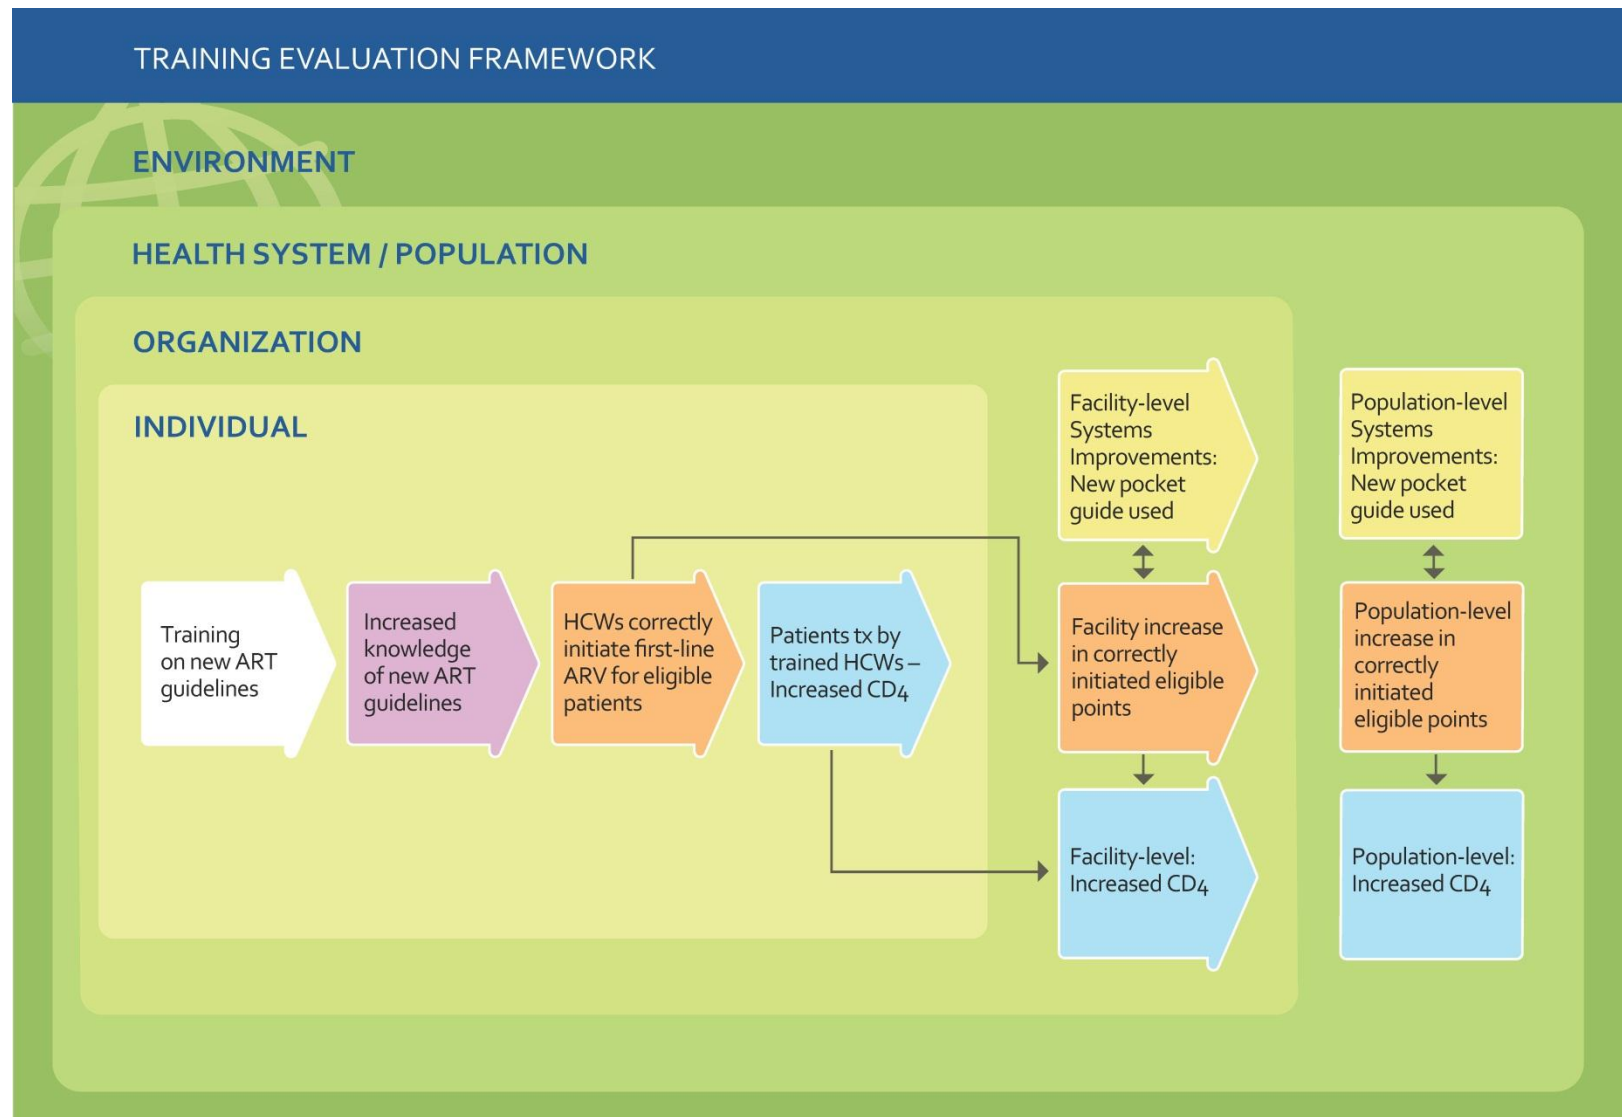 TRAINING EVALUATION FRAMEWORK
ENVIRONMENT
HEALTH SYSTEM / POPULATION
ORGANIZATION
INDIVIDUAL
Training
on new ART
guidelines
Increased
knowledge
of new ART
guidelines
HCWs correctly
initiate first-line
ARV for eligible
patients
Patients tx by
trained HCWs –
Increased CD4
Facility-level
Systems
Improvements:
New pocket
guide used
Facility increase
in correctly
initiated eligible
points
Facility-level:
Increased CD4
Population-level
Systems
Improvements:
New pocket
guide used
Population-level
increase in
correctly
initiated
eligible points
Population-level:
Increased CD4